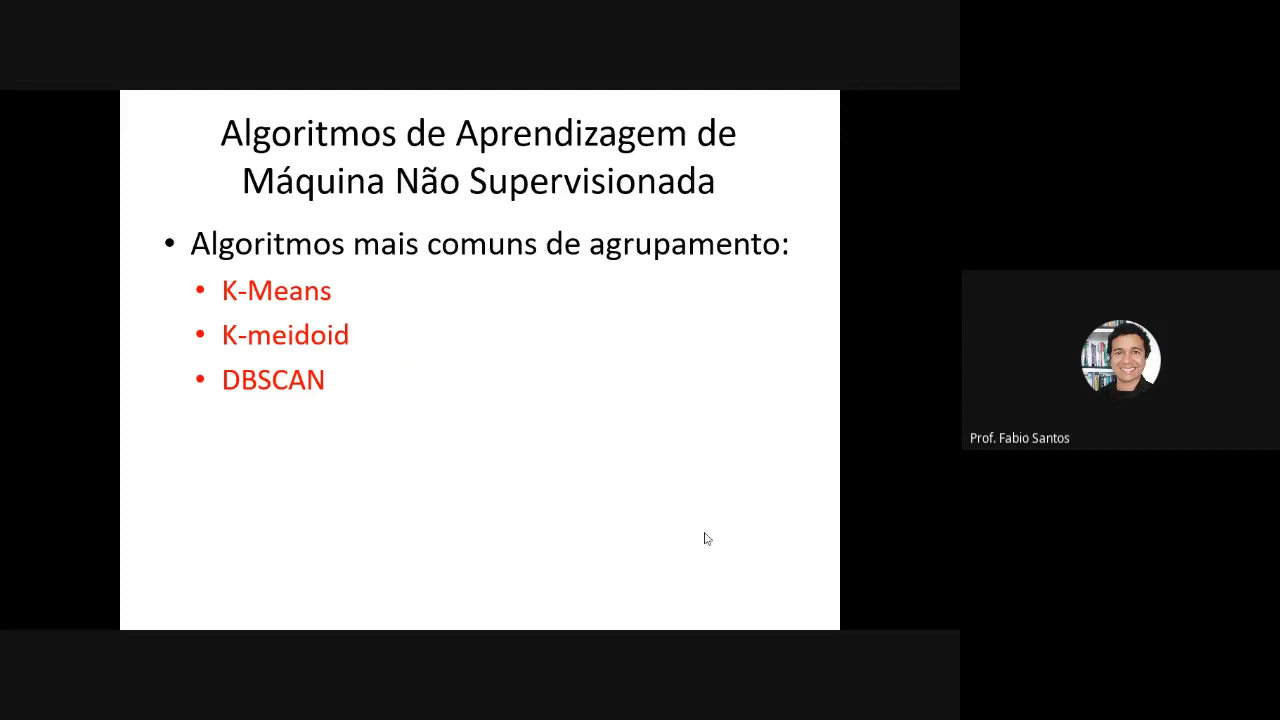 Algoritmos de Aprendizagem de
Máquina Não Supervisionada
• Algoritmos mais comuns de agrupamento:
• K-Means
• K-meidoid
• DBSCAN
Prof. Fabio Santos